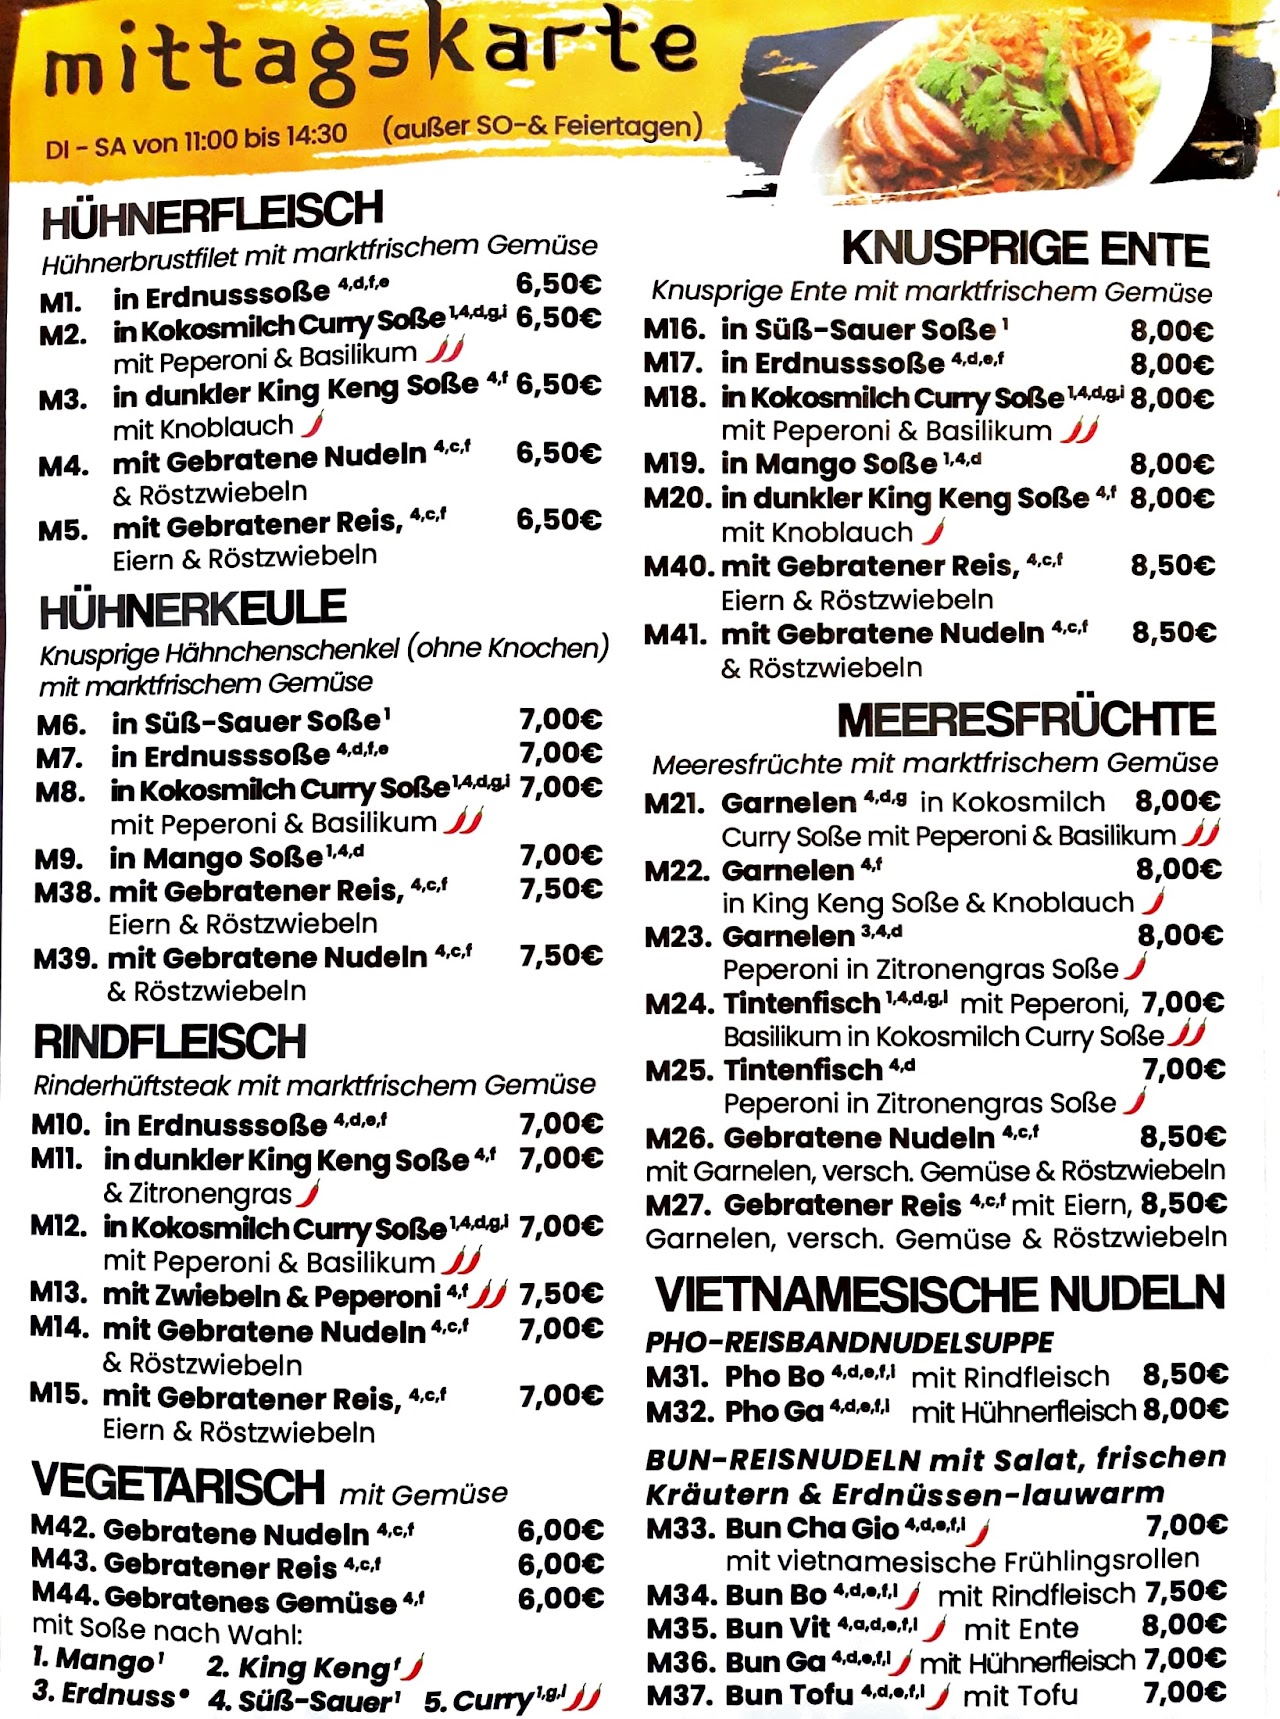 mittagskarte
DI - SA von 11:00 bis 14:30 (außer SO-& Feiertagen)
HÜHNERFLEISCH
Hühnerbrustfilet mit marktfrischem Gemüse
M1. in Erdnusssoße 4,d,f,e 6,50€
M2. in Kokosmilch Curry Soße 1,4,d,g,i 6,50€
mit Peperoni & Basilikum
M3. in dunkler King Keng Soße 4,f 6,50€
mit Knoblauch
M4. mit Gebratene Nudeln 4,c,f 6,50€
& Röstzwiebeln
M5. mit Gebratener Reis, 4,c,f 6,50€
Eiern & Röstzwiebeln
HÜHNERKEULE
Knusprige Hähnchenschenkel (ohne Knochen)
mit marktfrischem Gemüse
M6. in Süß-Sauer Soße 1 7,00€
M7. in Erdnusssoße 4,d,f,e 7,00€
M8. in Kokosmilch Curry Soße 1,4,d,g,i 7,00€
mit Peperoni & Basilikum
M9. in Mango Soße 1,4,d 7,00€
M38. mit Gebratener Reis, 4,c,f 7,50€
Eiern & Röstzwiebeln
M39. mit Gebratene Nudeln 4,c,f 7,50€
& Röstzwiebeln
RINDFLEISCH
Rinderhüftsteak mit marktfrischem Gemüse
M10. in Erdnusssoße 4,d,e,f 7,00€
M11. in dunkler King Keng Soße 4,f 7,00€
& Zitronengras
M12. in Kokosmilch Curry Soße 1,4,d,g,i 7,00€
mit Peperoni & Basilikum
M13. mit Zwiebeln & Peperoni 4,f 7,50€
M14. mit Gebratene Nudeln 4,c,f 7,00€
& Röstzwiebeln
M15. mit Gebratener Reis, 4,c,f 7,00€
Eiern & Röstzwiebeln
VEGETARISCH mit Gemüse
M42. Gebratene Nudeln 4,c,f 6,00€
M43. Gebratener Reis 4,c,f 6,00€
M44. Gebratenes Gemüse 4,f 6,00€
mit Soße nach Wahl:
1. Mango 1 2. King Keng f
3. Erdnuss e 4. Süß-Sauer 1 5. Curry 1,g,i
KNUSPRIGE ENTE
Knusprige Ente mit marktfrischem Gemüse
M16. in Süß-Sauer Soße 1 8,00€
M17. in Erdnusssoße 4,d,e,f 8,00€
M18. in Kokosmilch Curry Soße 1,4,d,g,i 8,00€
mit Peperoni & Basilikum
M19. in Mango Soße 1,4,d 8,00€
M20. in dunkler King Keng Soße 4,f 8,00€
mit Knoblauch
M40. mit Gebratener Reis, 4,c,f 8,50€
Eiern & Röstzwiebeln
M41. mit Gebratene Nudeln 4,c,f 8,50€
& Röstzwiebeln
MEERESFRÜCHTE
Meeresfrüchte mit marktfrischem Gemüse
M21. Garnelen 4,d,g in Kokosmilch 8,00€
Curry Soße mit Peperoni & Basilikum
M22. Garnelen 4,f 8,00€
in King Keng Soße & Knoblauch
M23. Garnelen 3,4,d 8,00€
Peperoni in Zitronengras Soße
M24. Tintenfisch 1,4,d,g,i mit Peperoni, 7,00€
Basilikum in Kokosmilch Curry Soße
M25. Tintenfisch 4,d 7,00€
Peperoni in Zitronengras Soße
M26. Gebratene Nudeln 4,c,f 8,50€
mit Garnelen, versch. Gemüse & Röstzwiebeln
M27. Gebratener Reis 4,c,f mit Eiern, 8,50€
Garnelen, versch. Gemüse & Röstzwiebeln
VIETNAMESISCHE NUDELN
PHO-REISBANDNUDELSUPPE
M31. Pho Bo 4,d,e,f,i mit Rindfleisch 8,50€
M32. Pho Ga 4,d,e,f,i mit Hühnerfleisch 8,00€
BUN-REISNUDELN mit Salat, frischen
Kräutern & Erdnüssen-lauwarm
M33. Bun Cha Gio 4,d,e,f,i 7,00€
mit vietnamesische Frühlingsrollen
M34. Bun Bo 4,d,e,f,i mit Rindfleisch 7,50€
M35. Bun Vit 4,a,d,e,f,i mit Ente 8,00€
M36. Bun Ga 4,d,e,f,i mit Hühnerfleisch 7,00€
M37. Bun Tofu 4,d,e,f,i mit Tofu 7,00€